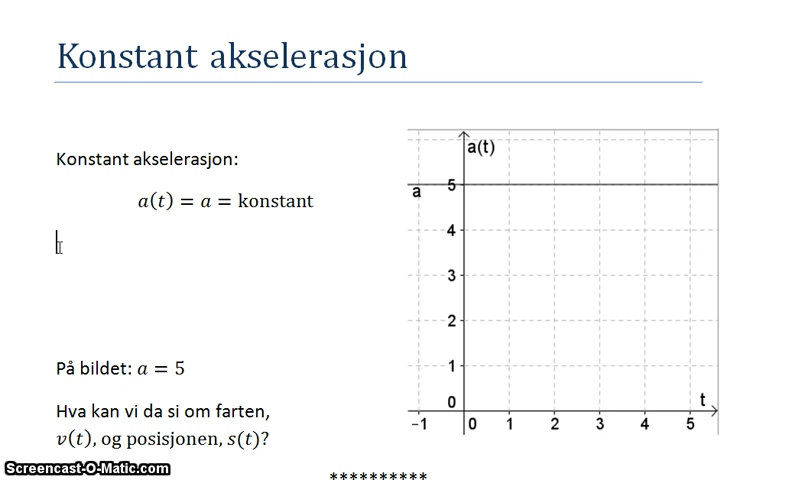 Konstant akselerasjon
Konstant akselerasjon:
a(t) = a = konstant
På bildet: a = 5
Hva kan vi da si om farten,
v(t), og posisjonen, s(t)?
**********
a(t)
a
5
4
3
2
1
0
t
−1 0 1 2 3 4 5
Screencast-O-Matic.com